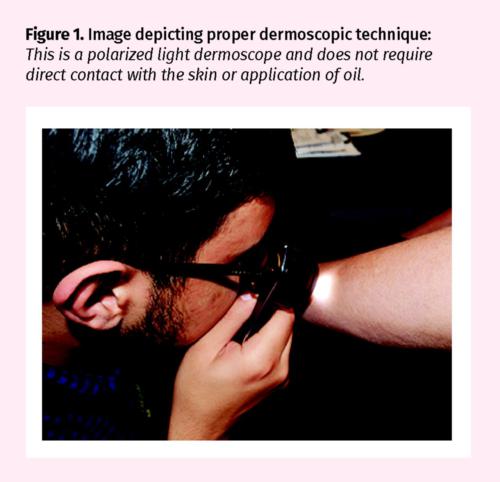 Figure 1. Image depicting proper dermoscopic technique:
This is a polarized light dermoscope and does not require
direct contact with the skin or application of oil.